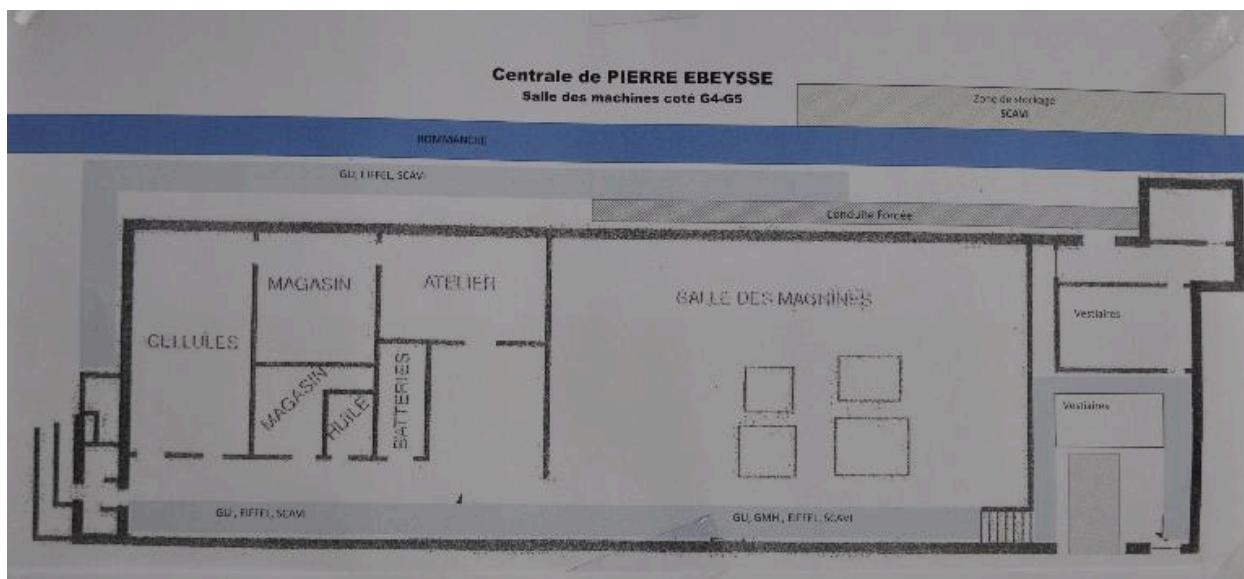 Centrale de PIERRE EBEYSSE
Salle des machines coté G4-G5
Zone de stockage
SCAVI
ROMMANCHE
GU, EIFFEL, SCAVI
Conduite Forcée
MAGASIN
ATELIER
SALLE DES MACHINES
CELLULES
Vestiaires
MAGASIN
HUILE
BATTERIES
Vestiaires
GU, EIFFEL, SCAVI
GU, GMH, EIFFEL, SCAVI